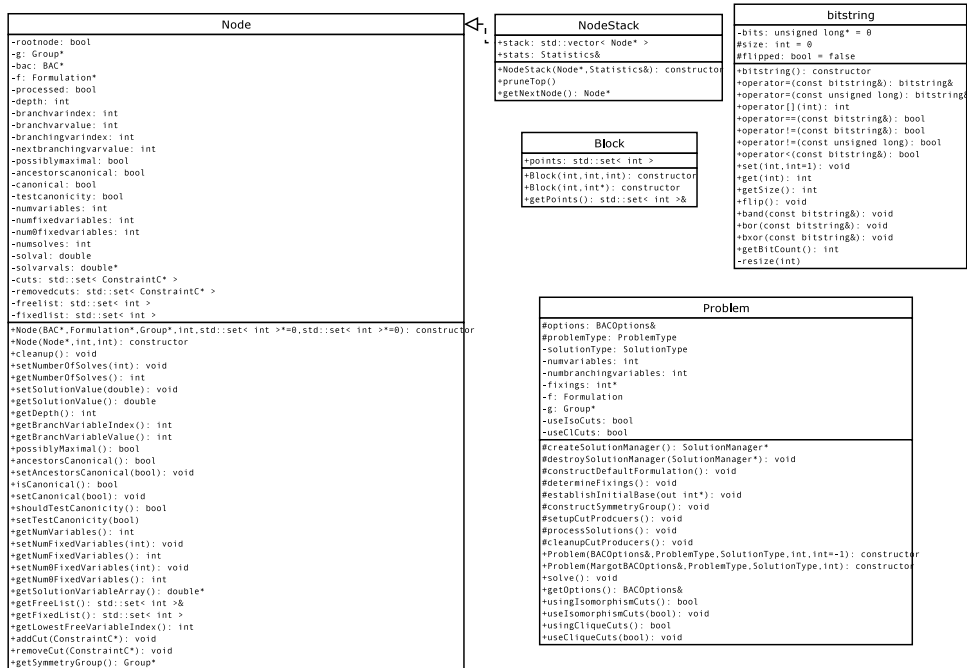 Node
-rootnode: bool
-g: Group*
-bac: BAC*
-f: Formulation*
-processed: bool
-depth: int
-branchvarindex: int
-branchvarvalue: int
-branchingvarindex: int
-nextbranchingvarvalue: int
-possiblymaximal: bool
-ancestorscanonical: bool
-canonical: bool
-testcanonicity: bool
-numvariables: int
-numfixedvariables: int
-num0fixedvariables: int
-numsolves: int
-solval: double
-solvarvals: double*
-cuts: std::set< ConstraintC* >
-removedcuts: std::set< ConstraintC* >
-freelist: std::set< int >
-fixedlist: std::set< int >
+Node(BAC*,Formulation*,Group*,int,std::set< int >*=0,std::set< int >*=0): constructor
+Node(Node*,int,int): constructor
+cleanup(): void
+setNumberOfSolves(int): void
+getNumberOfSolves(): int
+setSolutionValue(double): void
+getSolutionValue(): double
+getDepth(): int
+getBranchVariableIndex(): int
+getBranchVariableValue(): int
+possiblyMaximal(): bool
+ancestorsCanonical(): bool
+setAncestorsCanonical(bool): void
+isCanonical(): bool
+setCanonical(bool): void
+shouldTestCanonicity(): bool
+setTestCanonicity(bool)
+getNumVariables(): int
+setNumFixedVariables(int): void
+getNumFixedVariables(): int
+setNum0FixedVariables(int): void
+getNum0FixedVariables(): int
+getSolutionVariableArray(): double*
+getFreeList(): std::set< int >&
+getFixedList(): std::set< int >
+getLowestFreeVariableIndex(): int
+addCut(ConstraintC*): void
+removeCut(ConstraintC*): void
+getSymmetryGroup(): Group*
NodeStack
+stack: std::vector< Node* >
+stats: Statistics&
+NodeStack(Node*,Statistics&): constructor
+pruneTop()
+getNextNode(): Node*
Block
+points: std::set< int >
+Block(int,int,int): constructor
+Block(int,int*): constructor
+getPoints(): std::set< int >&
bitstring
-bits: unsigned long* = 0
#size: int = 0
#flipped: bool = false
+bitstring(): constructor
+operator=(const bitstring&): bitstring&
+operator=(const unsigned long): bitstring&
+operator[](int): int
+operator==(const bitstring&): bool
+operator!=(const bitstring&): bool
+operator!=(const unsigned long): bool
+operator<(const bitstring&): bool
+set(int,int=1): void
+get(int): int
+getSize(): int
+flip(): void
+band(const bitstring&): void
+bor(const bitstring&): void
+bxor(const bitstring&): void
+getBitCount(): int
-resize(int)
Problem
#options: BACOptions&
#problemType: ProblemType
-solutionType: SolutionType
-numvariables: int
-numbranchingvariables: int
-fixings: int*
-f: Formulation
-g: Group*
-useIsoCuts: bool
-useClCuts: bool
#createSolutionManager(): SolutionManager*
#destroySolutionManager(SolutionManager*): void
#constructDefaultFormulation(): void
#determineFixings(): void
#establishInitialBase(out int*): void
#constructSymmetryGroup(): void
#setupCutProdcuers(): void
#processSolutions(): void
#cleanupCutProducers(): void
+Problem(BACOptions&,ProblemType,SolutionType,int,int=-1): constructor
+Problem(MargotBACOptions&,ProblemType,SolutionType,int): constructor
+solve(): void
+getOptions(): BACOptions&
+usingIsomorphismCuts(): bool
+useIsomorphismCuts(bool): void
+usingCliqueCuts(): bool
+useCliqueCuts(bool): void